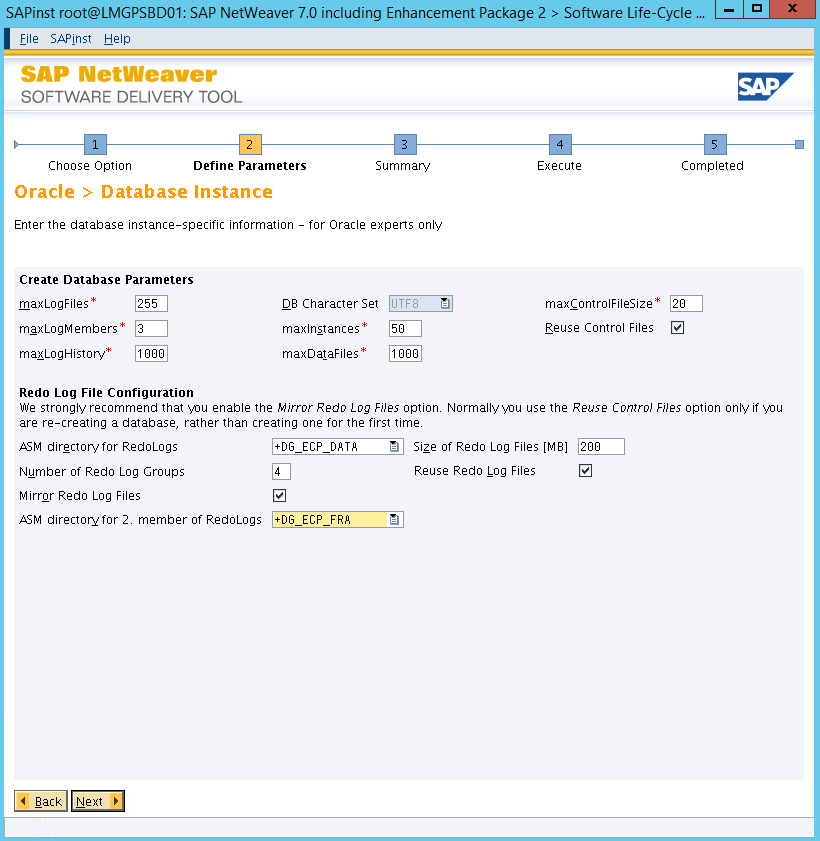 SAPinst root@LMGPSBD01: SAP NetWeaver 7.0 including Enhancement Package 2 > Software Life-Cycle ...
File SAPinst Help
SAP NetWeaver
SOFTWARE DELIVERY TOOL
SAP
1 2 3 4 5
Choose Option Define Parameters Summary Execute Completed
Oracle > Database Instance
Enter the database instance-specific information - for Oracle experts only
Create Database Parameters
maxLogFiles* 255 DB Character Set UTF8 maxControlFileSize* 20
maxLogMembers* 3 maxInstances* 50 Reuse Control Files
maxLogHistory* 1000 maxDataFiles* 1000
Redo Log File Configuration
We strongly recommend that you enable the Mirror Redo Log Files option. Normally you use the Reuse Control Files option only if you
are re-creating a database, rather than creating one for the first time.
ASM directory for RedoLogs +DG_ECP_DATA Size of Redo Log Files [MB] 200
Number of Redo Log Groups 4 Reuse Redo Log Files
Mirror Redo Log Files
ASM directory for 2. member of RedoLogs +DG_ECP_FRA
Back Next